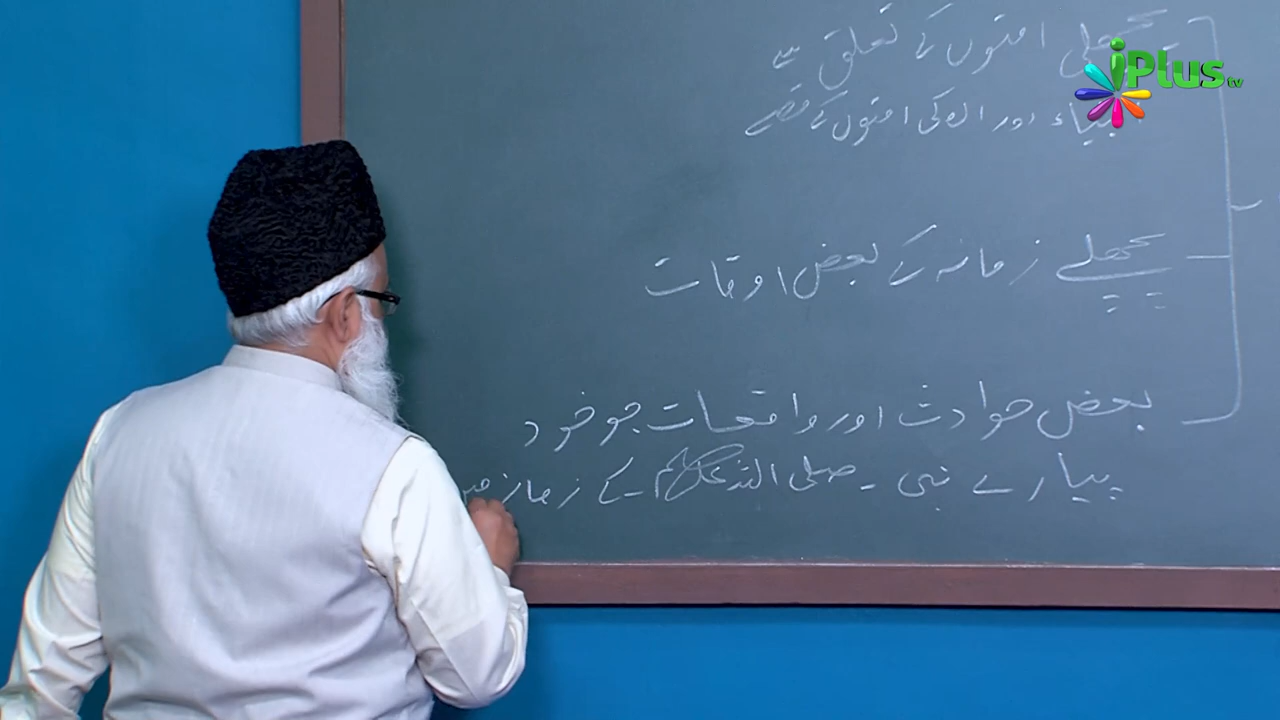 پچھلی امتوں کے تعلق سے
انبیاء اور ان کی امتوں کے قصے
iPlus tv
پچھلے زمانہ کے بعض اوقات
بعض حوادث اور واقعات جو خود
پیارے نبی - صلی اللہ علیہ وسلم - کے زمانہ میں